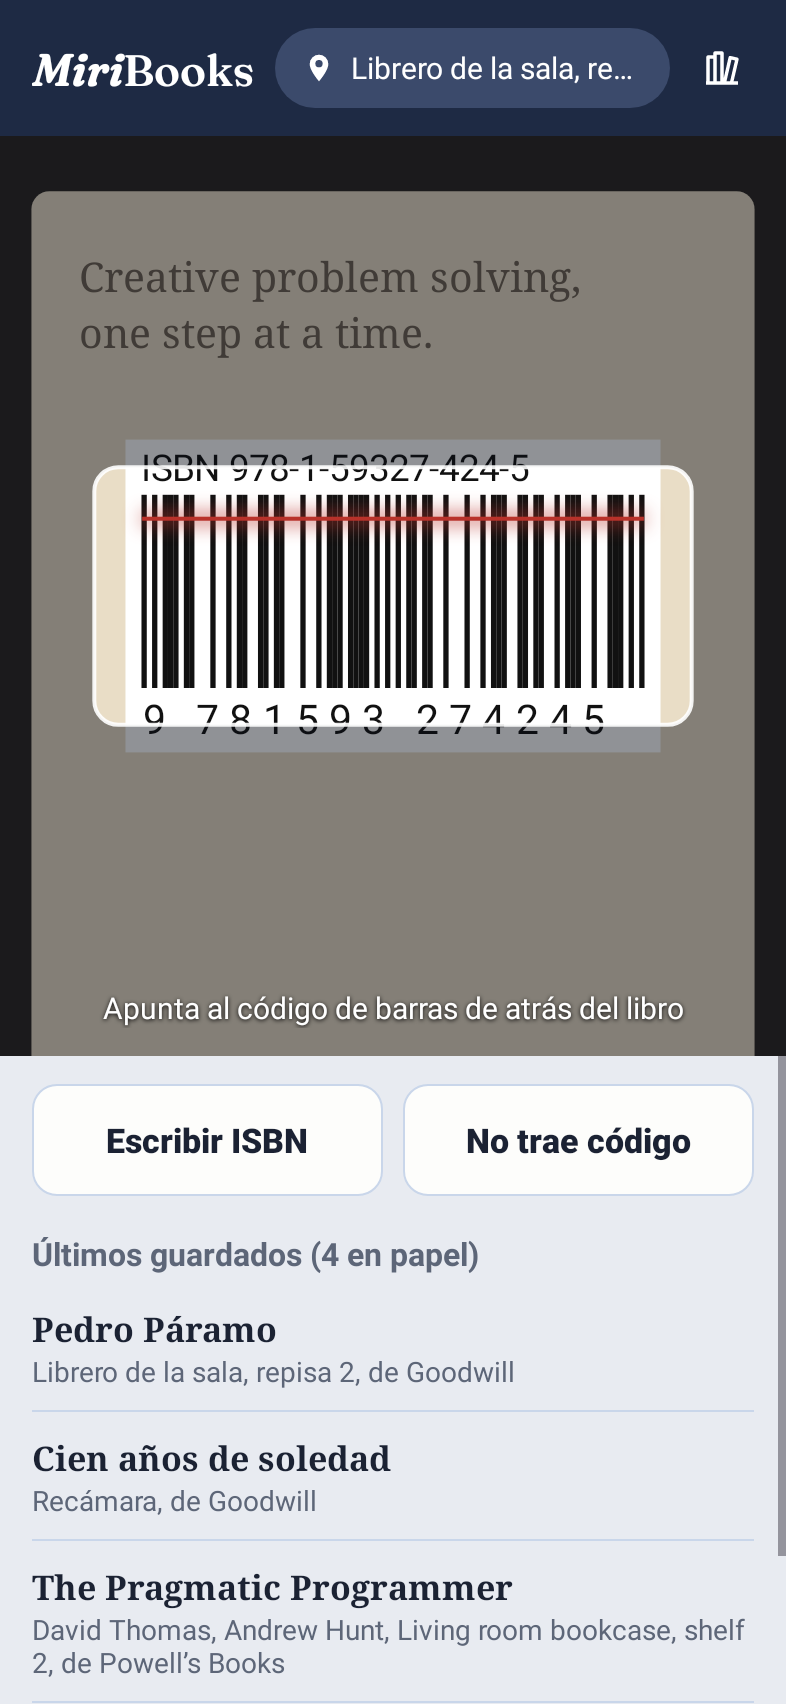 MiriBooks
Librero de la sala, re...
Creative problem solving,
one step at a time.
ISBN 978-1-59327-424-5
9 781593 274245
Apunta al código de barras de atrás del libro
Escribir ISBN
No trae código
Últimos guardados (4 en papel)
Pedro Páramo
Librero de la sala, repisa 2, de Goodwill
Cien años de soledad
Recámara, de Goodwill
The Pragmatic Programmer
David Thomas, Andrew Hunt, Living room bookcase, shelf
2, de Powell’s Books